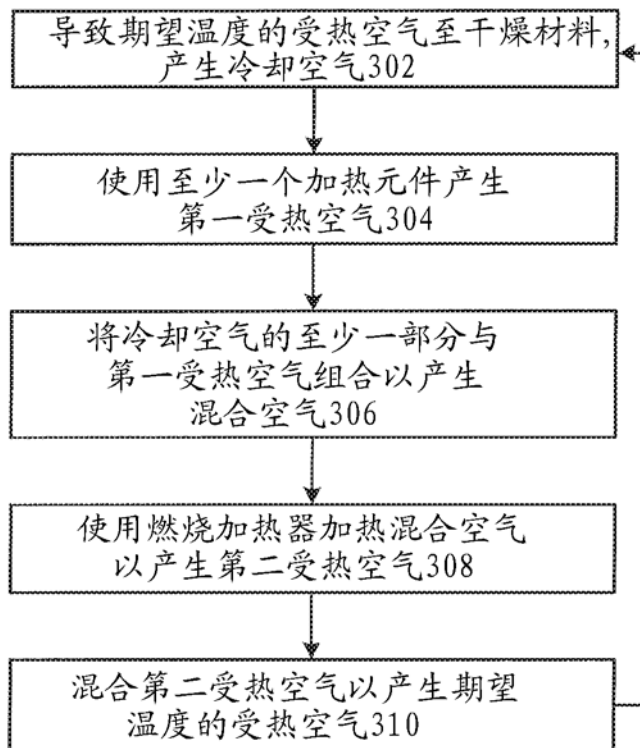 导致期望温度的受热空气至干燥材料,
产生冷却空气302
使用至少一个加热元件产生
第一受热空气304
将冷却空气的至少一部分与
第一受热空气组合以产生
混合空气306
使用燃烧加热器加热混合空气
以产生第二受热空气308
混合第二受热空气以产生期望
温度的受热空气310